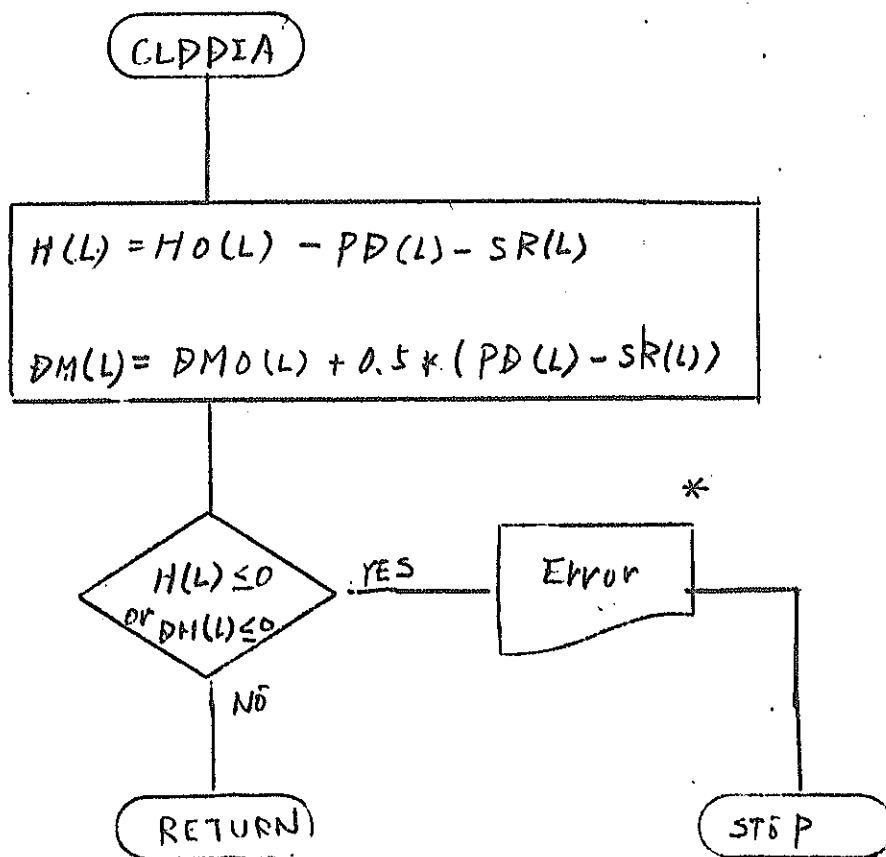 CLDDIA
H(L) = HO(L) - PD(L) - SR(L)
DM(L) = DMO(L) + 0.5 * (PD(L) - SR(L))
*
H(L) ≤ 0
or DM(L) ≤ 0
YES
Error
NO
RETURN
STOP